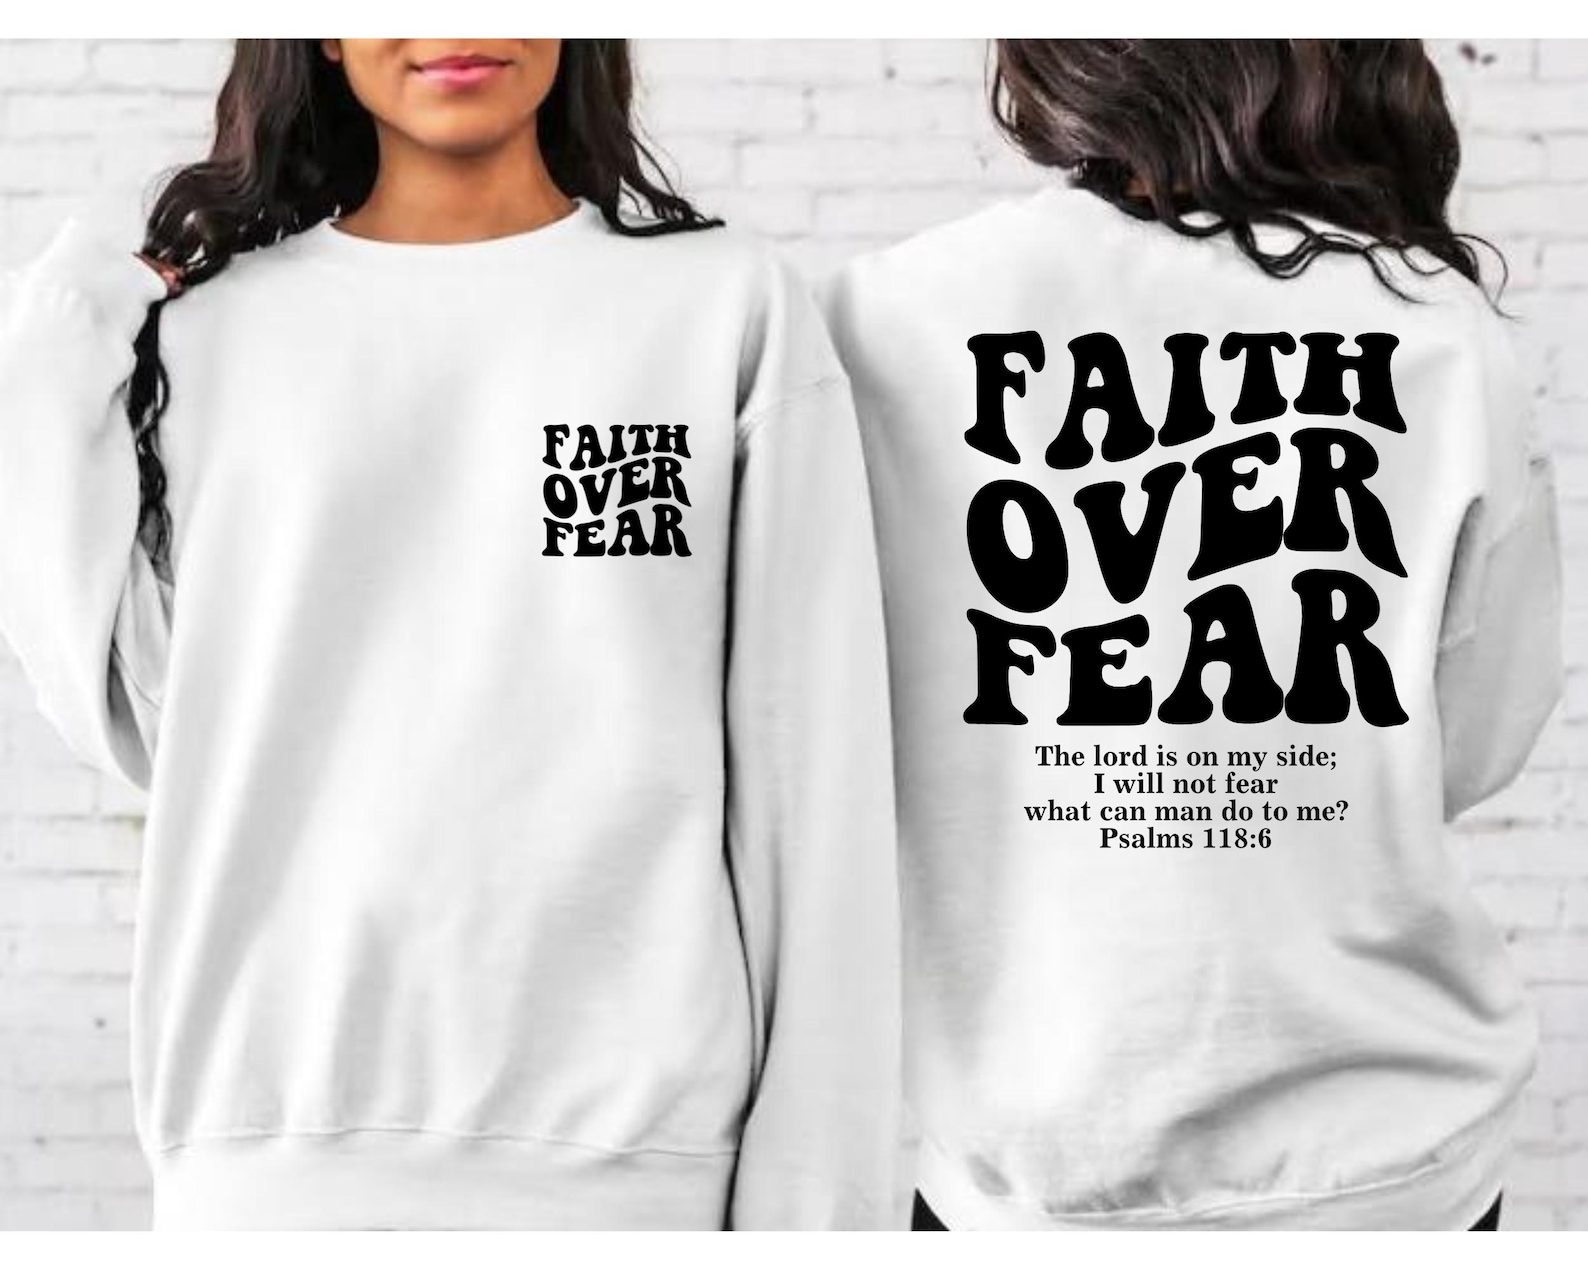 FAITH
OVER
FEAR
FAITH
OVER
FEAR
The lord is on my side;
I will not fear
what can man do to me?
Psalms 118:6